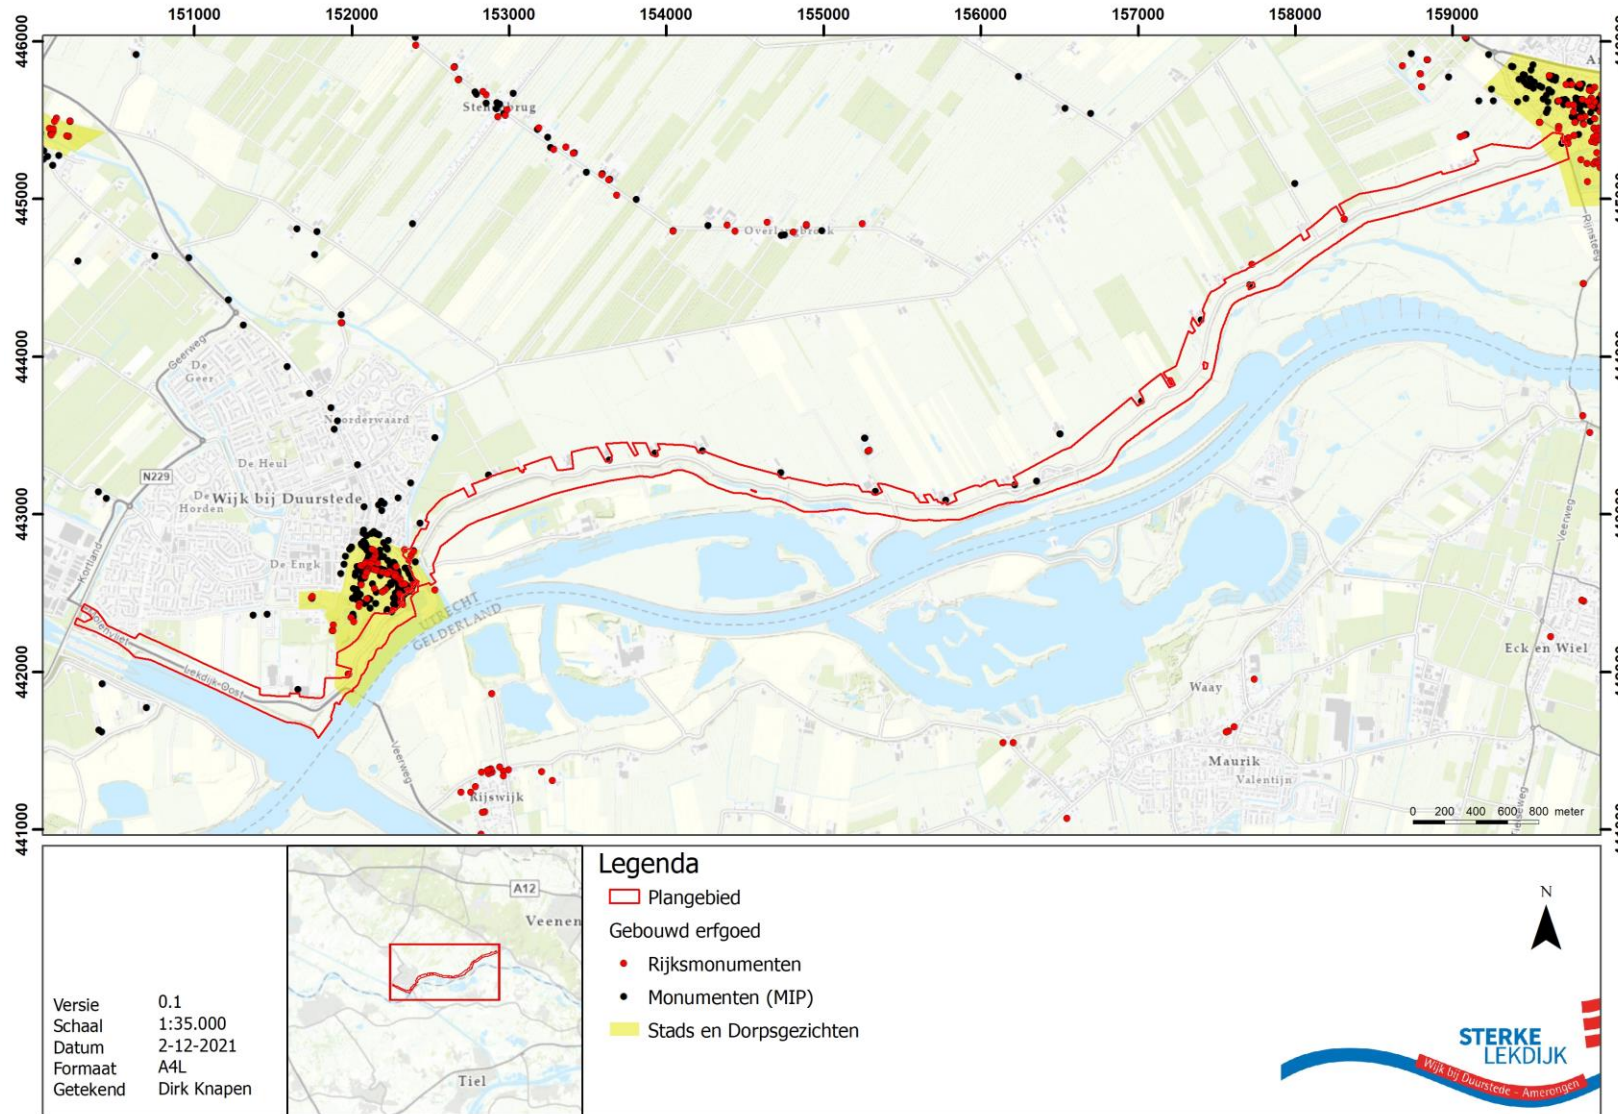 151000 152000 153000 154000 155000 156000 157000 158000 159000
446000
445000
444000
443000
442000
441000
Overlangbroek
Rijnsteeg
Geerweg
De
Geer
Noorderwaard
De Heul
N229
De
Horden
Wijk bij Duurstede
De Engk
Kortland
Lekdijk-Oost
UTRECHT
GELDERLAND
Veerweg
Veerweg
Eck en Wiel
Waay
Maurik
Valentijn
Rijswijk
0 200 400 600 800 meter
Versie 0.1
Schaal 1:35.000
Datum 2-12-2021
Formaat A4L
Getekend Dirk Knapen
A12
Veenen
Tiel
Legenda
Plangebied
Gebouwd erfgoed
Rijksmonumenten
Monumenten (MIP)
Stads en Dorpsgezichten
N
STERKE
LEKDIJK
Wijk bij Duurstede - Amerongen